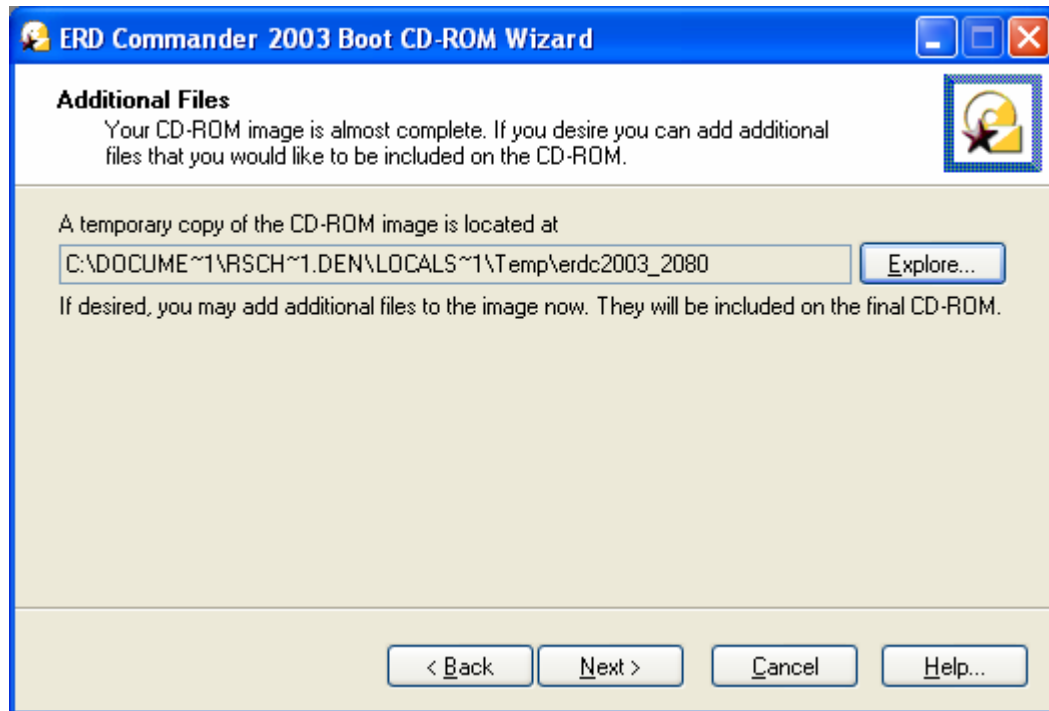 ERD Commander 2003 Boot CD-ROM Wizard
Additional Files
Your CD-ROM image is almost complete. If you desire you can add additional
files that you would like to be included on the CD-ROM.
A temporary copy of the CD-ROM image is located at
C:\DOCUME~1\RSCH~1.DEN\LOCALS~1\Temp\erdc2003_2080
Explore...
If desired, you may add additional files to the image now. They will be included on the final CD-ROM.
< Back Next > Cancel Help...